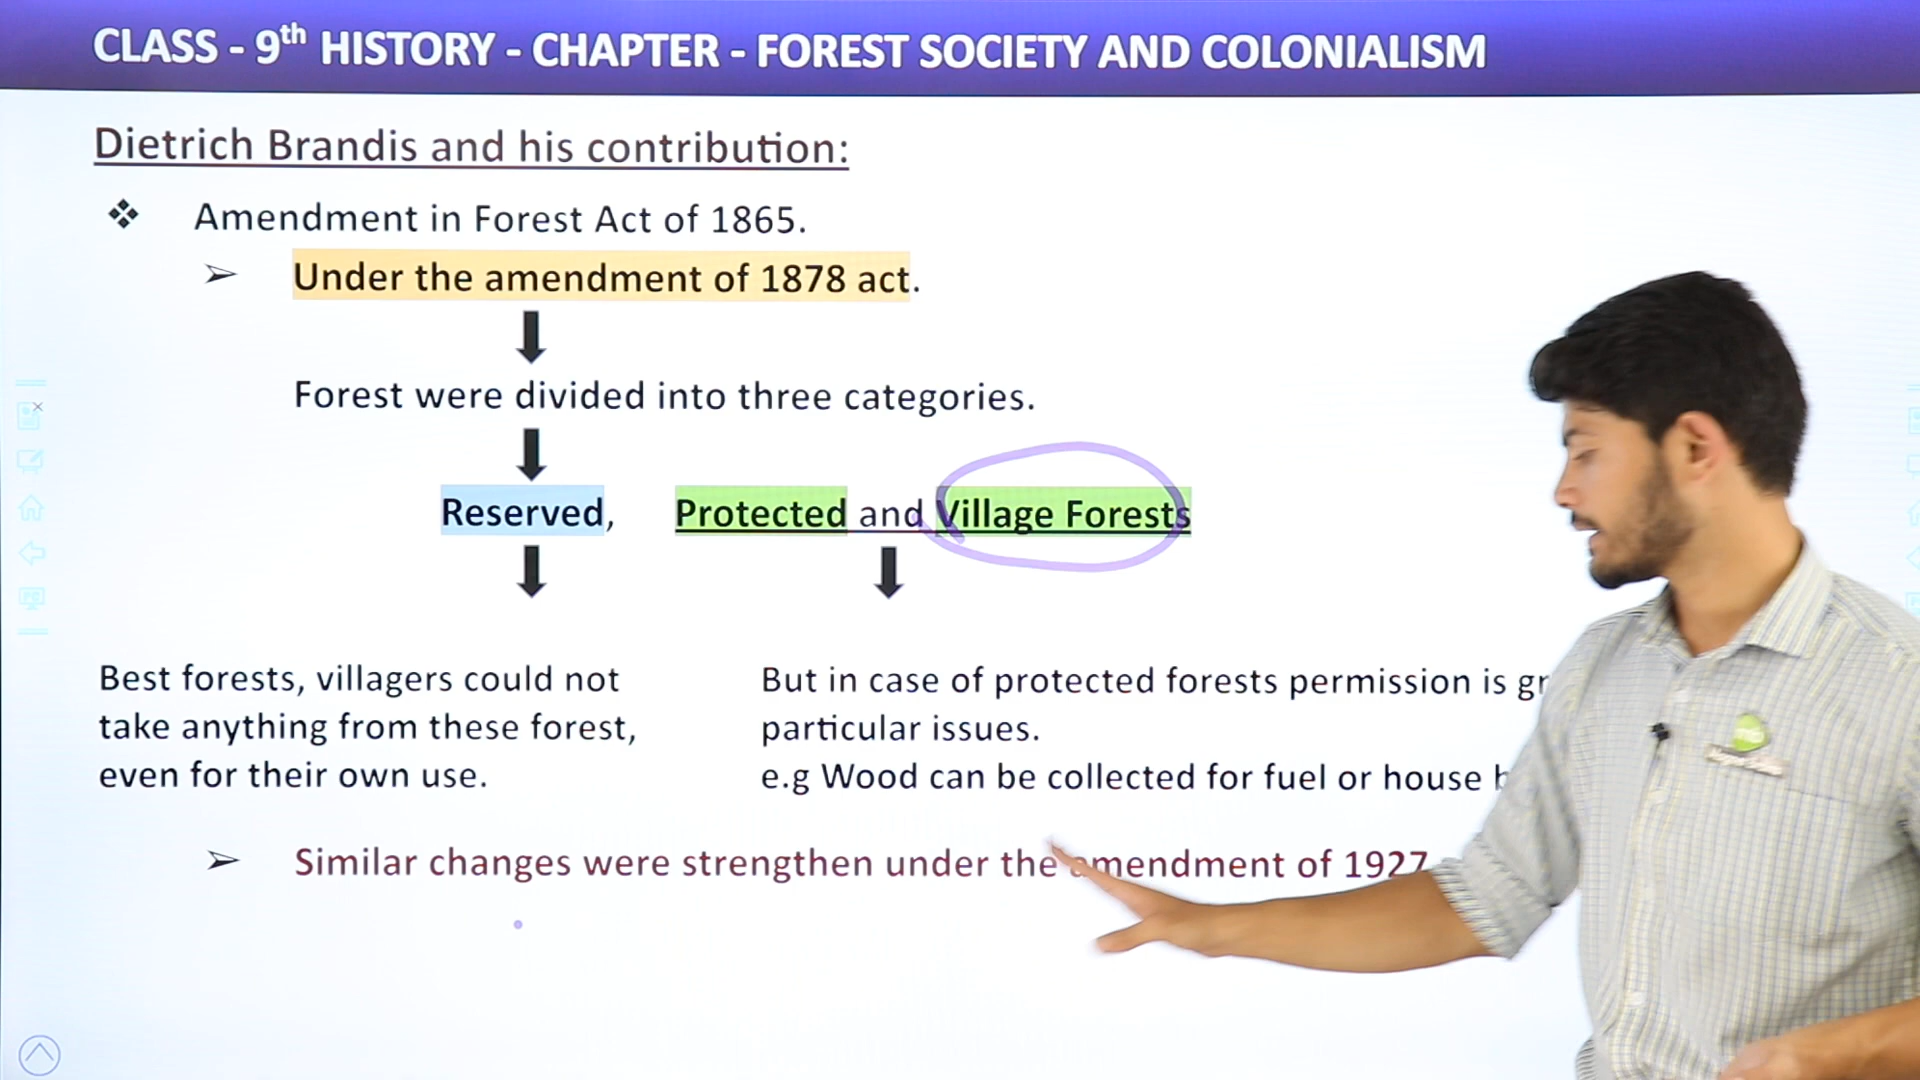 CLASS - 9th HISTORY - CHAPTER - FOREST SOCIETY AND COLONIALISM
Dietrich Brandis and his contribution:
Amendment in Forest Act of 1865.
Under the amendment of 1878 act.
Forest were divided into three categories.
Reserved, Protected and Village Forests
Best forests, villagers could not
take anything from these forest,
even for their own use.
But in case of protected forests permission is
particular issues.
e.g Wood can be collected for fuel or house
Similar changes were strengthen under the amendment of 1927